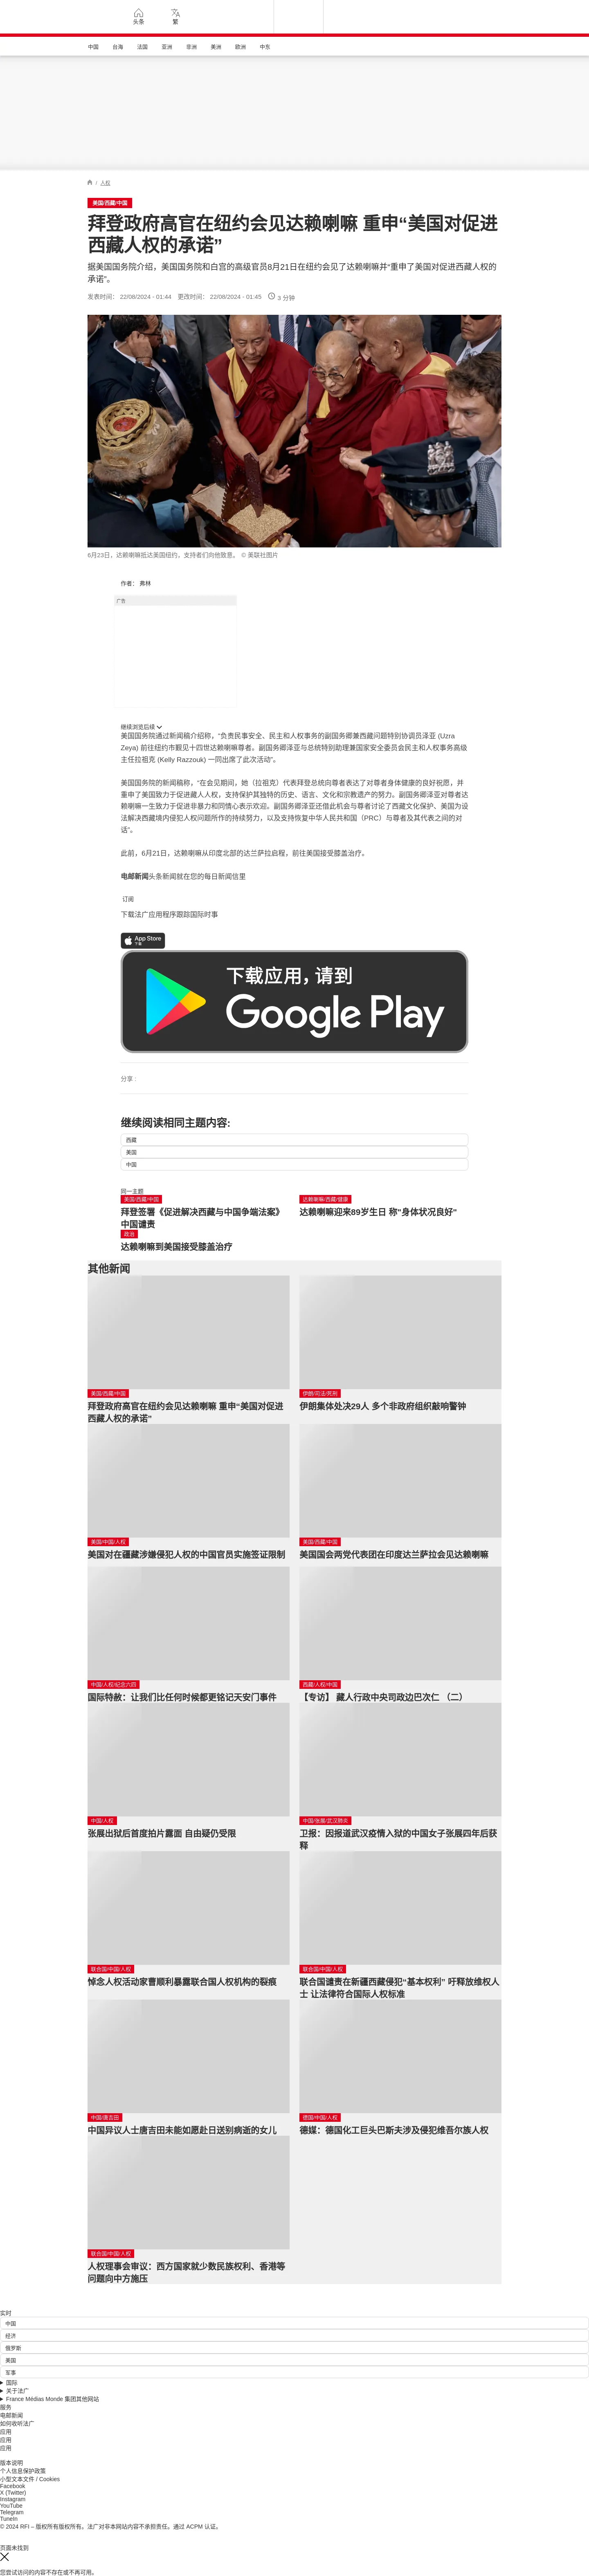 头条
繁
中国 台海 法国 亚洲 非洲 美洲 欧洲 中东
/ 人权
美国/西藏/中国
拜登政府高官在纽约会见达赖喇嘛 重申“美国对促进
西藏人权的承诺”
据美国国务院介绍，美国国务院和白宫的高级官员8月21日在纽约会见了达赖喇嘛并“重申了美国对促进西藏人权的
承诺”。
发表时间： 22/08/2024 - 01:44 更改时间： 22/08/2024 - 01:45 3 分钟
6月23日，达赖喇嘛抵达美国纽约，支持者们向他致意。 © 美联社图片
作者： 弗林
广告
继续浏览后续
美国国务院通过新闻稿介绍称，“负责民事安全、民主和人权事务的副国务卿兼西藏问题特别协调员泽亚 (Uzra
Zeya) 前往纽约市觐见十四世达赖喇嘛尊者。副国务卿泽亚与总统特别助理兼国家安全委员会民主和人权事务高级
主任拉祖克 (Kelly Razzouk) 一同出席了此次活动”。
美国国务院的新闻稿称，“在会见期间，她（拉祖克）代表拜登总统向尊者表达了对尊者身体健康的良好祝愿，并
重申了美国致力于促进藏人人权，支持保护其独特的历史、语言、文化和宗教遗产的努力。副国务卿泽亚对尊者达
赖喇嘛一生致力于促进非暴力和同情心表示欢迎。副国务卿泽亚还借此机会与尊者讨论了西藏文化保护、美国为设
法解决西藏境内侵犯人权问题所作的持续努力，以及支持恢复中华人民共和国（PRC）与尊者及其代表之间的对
话”。
此前，6月21日，达赖喇嘛从印度北部的达兰萨拉启程，前往美国接受膝盖治疗。
电邮新闻头条新闻就在您的每日新闻信里
订阅
下载法广应用程序跟踪国际时事
App Store
下载
下载应用，请到
Google Play
分享 :
继续阅读相同主题内容:
西藏
美国
中国
同一主题
美国/西藏/中国
拜登签署《促进解决西藏与中国争端法案》
中国谴责
达赖喇嘛/西藏/健康
达赖喇嘛迎来89岁生日 称"身体状况良好"
政治
达赖喇嘛到美国接受膝盖治疗
其他新闻
美国/西藏/中国
拜登政府高官在纽约会见达赖喇嘛 重申“美国对促进
西藏人权的承诺”
伊朗/司法/死刑
伊朗集体处决29人 多个非政府组织敲响警钟
美国/中国/人权
美国对在疆藏涉嫌侵犯人权的中国官员实施签证限制
美国/西藏/中国
美国国会两党代表团在印度达兰萨拉会见达赖喇嘛
中国/人权/纪念六四
国际特赦：让我们比任何时候都更铭记天安门事件
西藏/人权/中国
【专访】 藏人行政中央司政边巴次仁 （二）
中国/人权
张展出狱后首度拍片露面 自由疑仍受限
中国/张展/武汉肺炎
卫报：因报道武汉疫情入狱的中国女子张展四年后获
释
联合国/中国/人权
悼念人权活动家曹顺利暴露联合国人权机构的裂痕
联合国/中国/人权
联合国谴责在新疆西藏侵犯“基本权利” 吁释放维权人
士 让法律符合国际人权标准
中国/唐吉田
中国异议人士唐吉田未能如愿赴日送别病逝的女儿
德国/中国/人权
德媒：德国化工巨头巴斯夫涉及侵犯维吾尔族人权
联合国/中国/人权
人权理事会审议：西方国家就少数民族权利、香港等
问题向中方施压
实时
中国
经济
俄罗斯
美国
军事
国际
关于法广
France Médias Monde 集团其他网站
服务
电邮新闻
如何收听法广
应用
应用
应用
版本说明
个人信息保护政策
小型文本文件 / Cookies
Facebook
X (Twitter)
Instagram
YouTube
Telegram
TuneIn
© 2024 RFI – 版权所有版权所有。法广对非本网站内容不承担责任。通过 ACPM 认证。
页面未找到
您尝试访问的内容不存在或不再可用。